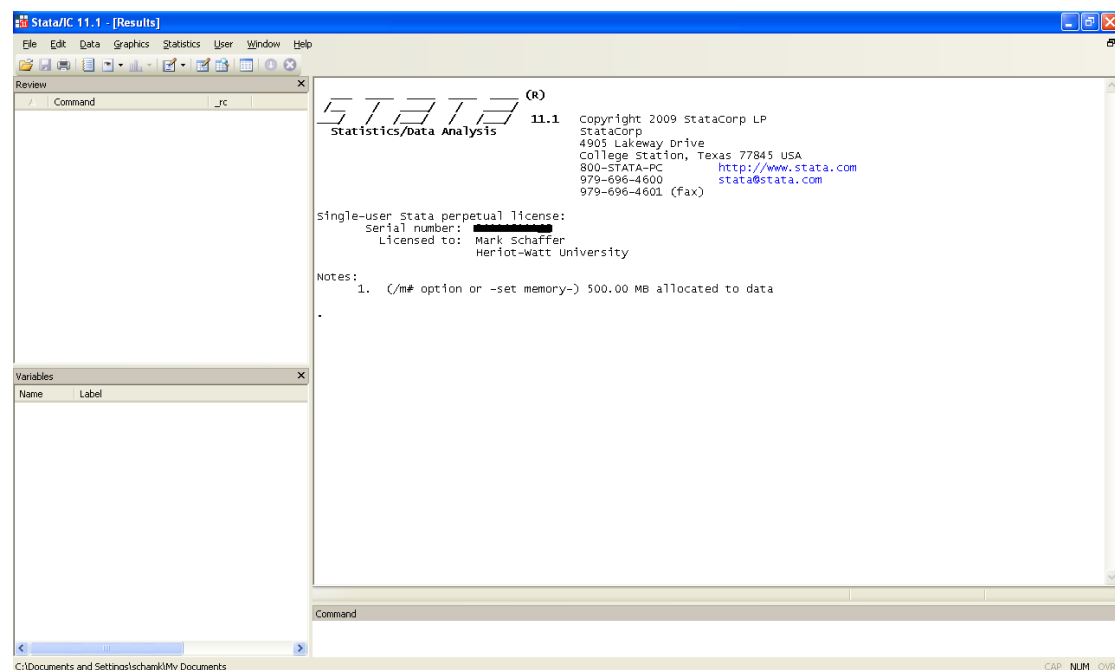 Stata/IC 11.1 - [Results]
File Edit Data Graphics Statistics User Window Help
Review
Command _rc
Variables
Name Label
STATA (R)
11.1 Copyright 2009 StataCorp LP
Statistics/Data Analysis StataCorp
4905 Lakeway Drive
College Station, Texas 77845 USA
800-STATA-PC http://www.stata.com
979-696-4600 stata@stata.com
979-696-4601 (fax)
Single-user Stata perpetual license:
Serial number:
Licensed to: Mark Schaffer
Heriot-Watt University
Notes:
1. (/m# option or -set memory-) 500.00 MB allocated to data
.
Command
C:\Documents and Settings\schamk\My Documents
CAP NUM OVR